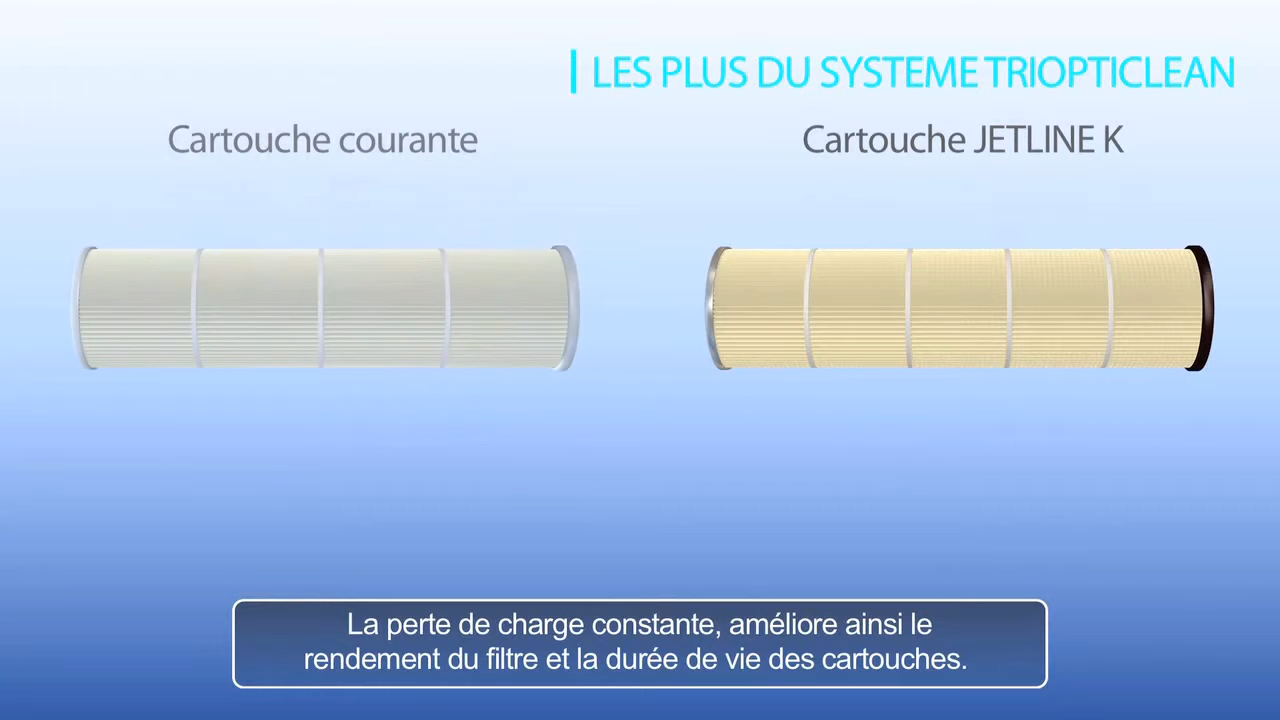 LES PLUS DU SYSTEME TRIOPTICLEAN
Cartouche courante
Cartouche JETLINE K
La perte de charge constante, améliore ainsi le
rendement du filtre et la durée de vie des cartouches.